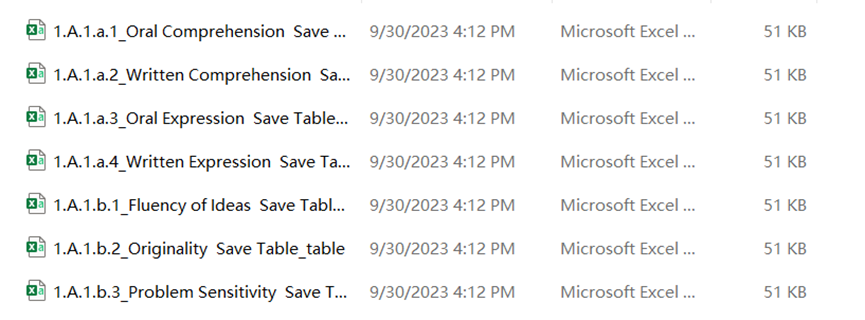 1.A.1.a.1_Oral Comprehension  Save ... 9/30/2023 4:12 PM Microsoft Excel ... 51 KB
1.A.1.a.2_Written Comprehension  Sa... 9/30/2023 4:12 PM Microsoft Excel ... 51 KB
1.A.1.a.3_Oral Expression  Save Table... 9/30/2023 4:12 PM Microsoft Excel ... 51 KB
1.A.1.a.4_Written Expression  Save Ta... 9/30/2023 4:12 PM Microsoft Excel ... 51 KB
1.A.1.b.1_Fluency of Ideas  Save Tabl... 9/30/2023 4:12 PM Microsoft Excel ... 51 KB
1.A.1.b.2_Originality  Save Table_table 9/30/2023 4:12 PM Microsoft Excel ... 51 KB
1.A.1.b.3_Problem Sensitivity  Save T... 9/30/2023 4:12 PM Microsoft Excel ... 51 KB